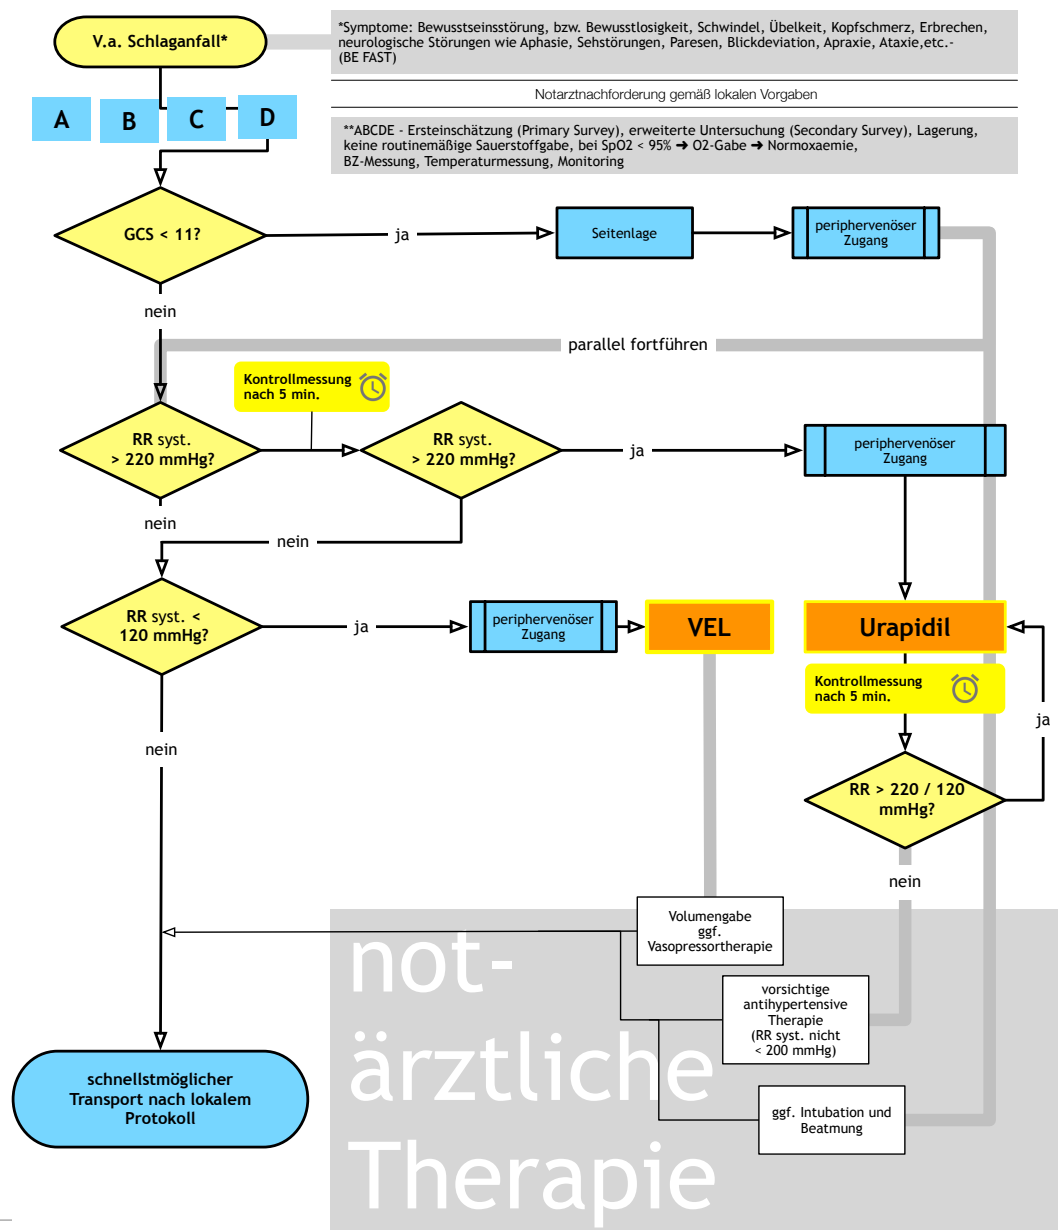 V.a. Schlaganfall*
*Symptome: Bewusstseinsstörung, bzw. Bewusstlosigkeit, Schwindel, Übelkeit, Kopfschmerz, Erbrechen,
neurologische Störungen wie Aphasie, Sehstörungen, Paresen, Blickdeviation, Apraxie, Ataxie,etc.-
(BE FAST)
Notarztnachforderung gemäß lokalen Vorgaben
A
B
C
D
**ABCDE - Ersteinschätzung (Primary Survey), erweiterte Untersuchung (Secondary Survey), Lagerung,
keine routinemäßige Sauerstoffgabe, bei SpO2 < 95% ➜ O2-Gabe ➜ Normoxaemie,
BZ-Messung, Temperaturmessung, Monitoring
GCS < 11?
ja
Seitenlage
periphervenöser
Zugang
nein
parallel fortführen
Kontrollmessung
nach 5 min.
RR syst.
> 220 mmHg?
RR syst.
> 220 mmHg?
ja
periphervenöser
Zugang
nein
nein
RR syst. <
120 mmHg?
ja
periphervenöser
Zugang
VEL
Urapidil
Kontrollmessung
nach 5 min.
ja
nein
RR > 220 / 120
mmHg?
nein
Volumengabe
ggf.
Vasopressortherapie
vorsichtige
antihypertensive
Therapie
(RR syst. nicht
< 200 mmHg)
ggf. Intubation und
Beatmung
not-
ärztliche
Therapie
schnellstmöglicher
Transport nach lokalem
Protokoll